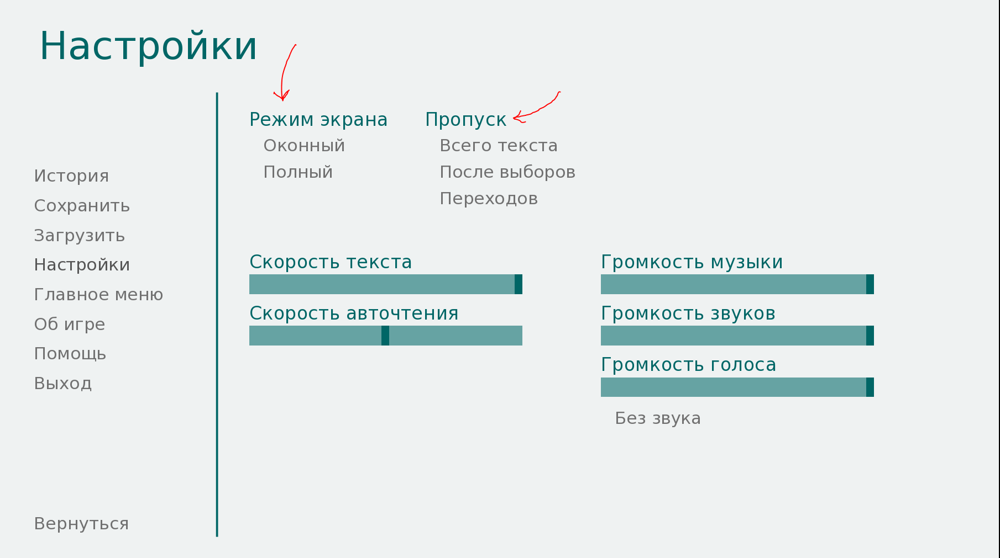 Настройки
История
Сохранить
Загрузить
Настройки
Главное меню
Об игре
Помощь
Выход
Вернуться
Режим экрана
Оконный
Полный
Пропуск
Всего текста
После выборов
Переходов
Скорость текста
Скорость авточтения
Громкость музыки
Громкость звуков
Громкость голоса
Без звука